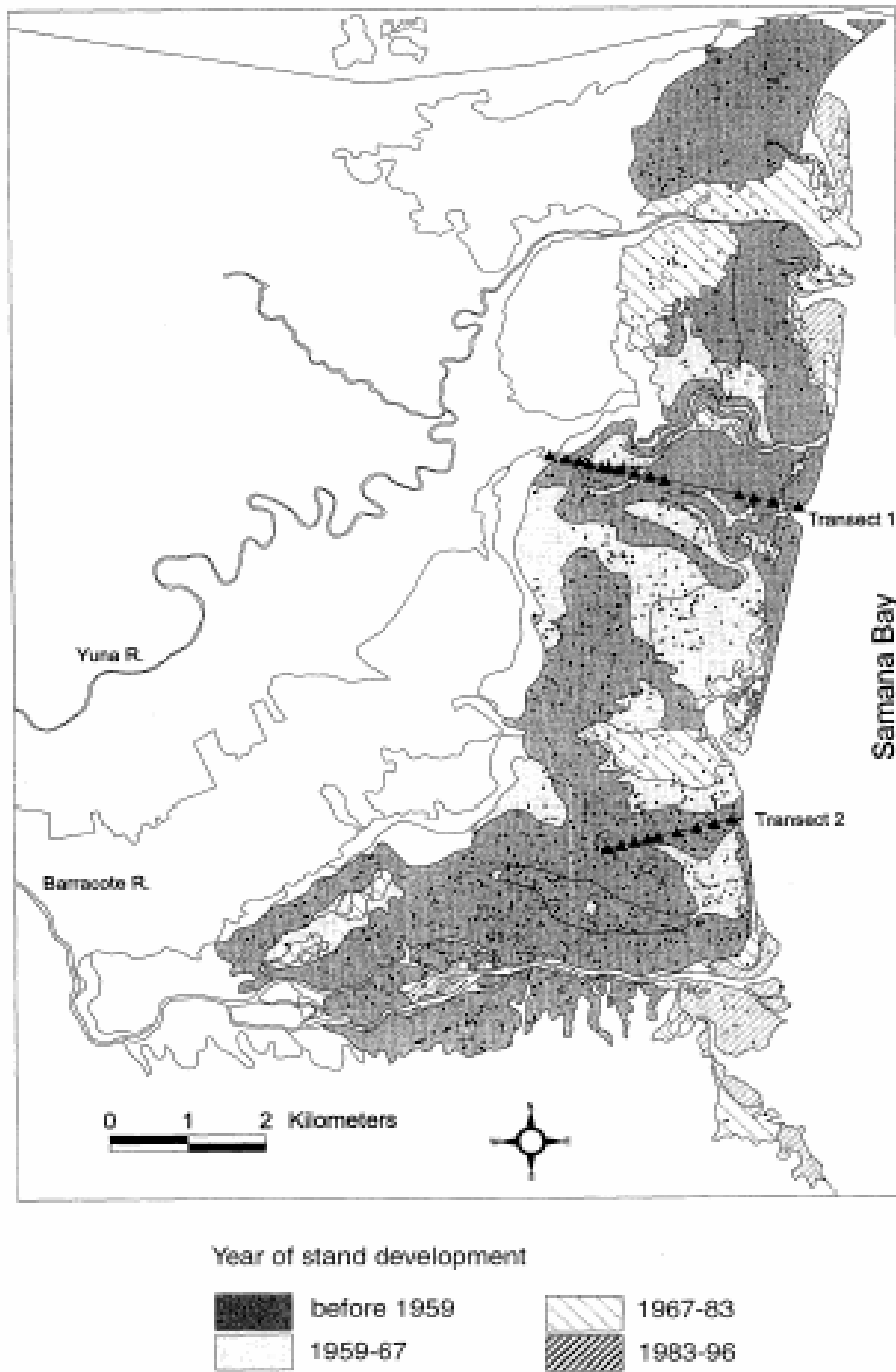 Transect 1
Samana Bay
Yuna R.
Transect 2
Barracote R.
0 1 2 Kilometers
Year of stand development
before 1959
1967-83
1959-67
1983-96